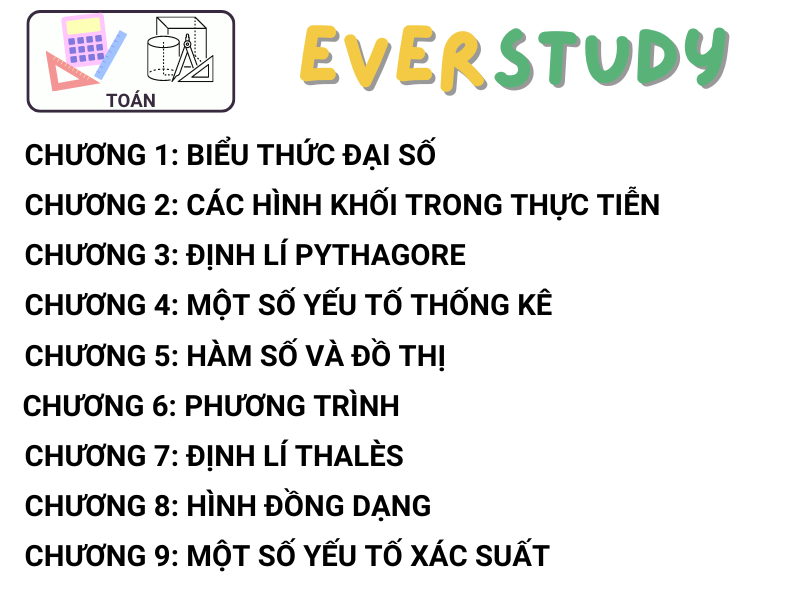 TOÁN
EVERSTUDY
CHƯƠNG 1: BIỂU THỨC ĐẠI SỐ
CHƯƠNG 2: CÁC HÌNH KHỐI TRONG THỰC TIỄN
CHƯƠNG 3: ĐỊNH LÍ PYTHAGORE
CHƯƠNG 4: MỘT SỐ YẾU TỐ THỐNG KÊ
CHƯƠNG 5: HÀM SỐ VÀ ĐỒ THỊ
CHƯƠNG 6: PHƯƠNG TRÌNH
CHƯƠNG 7: ĐỊNH LÍ THALÈS
CHƯƠNG 8: HÌNH ĐỒNG DẠNG
CHƯƠNG 9: MỘT SỐ YẾU TỐ XÁC SUẤT